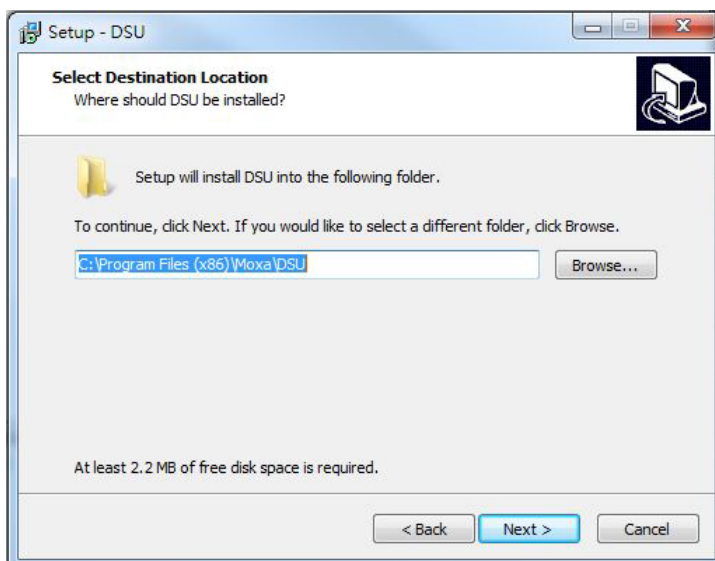 Setup - DSU
Select Destination Location
Where should DSU be installed?
Setup will install DSU into the following folder.
To continue, click Next. If you would like to select a different folder, click Browse.
C:\Program Files (x86)\Moxa\DSU
Browse...
At least 2.2 MB of free disk space is required.
< Back
Next >
Cancel